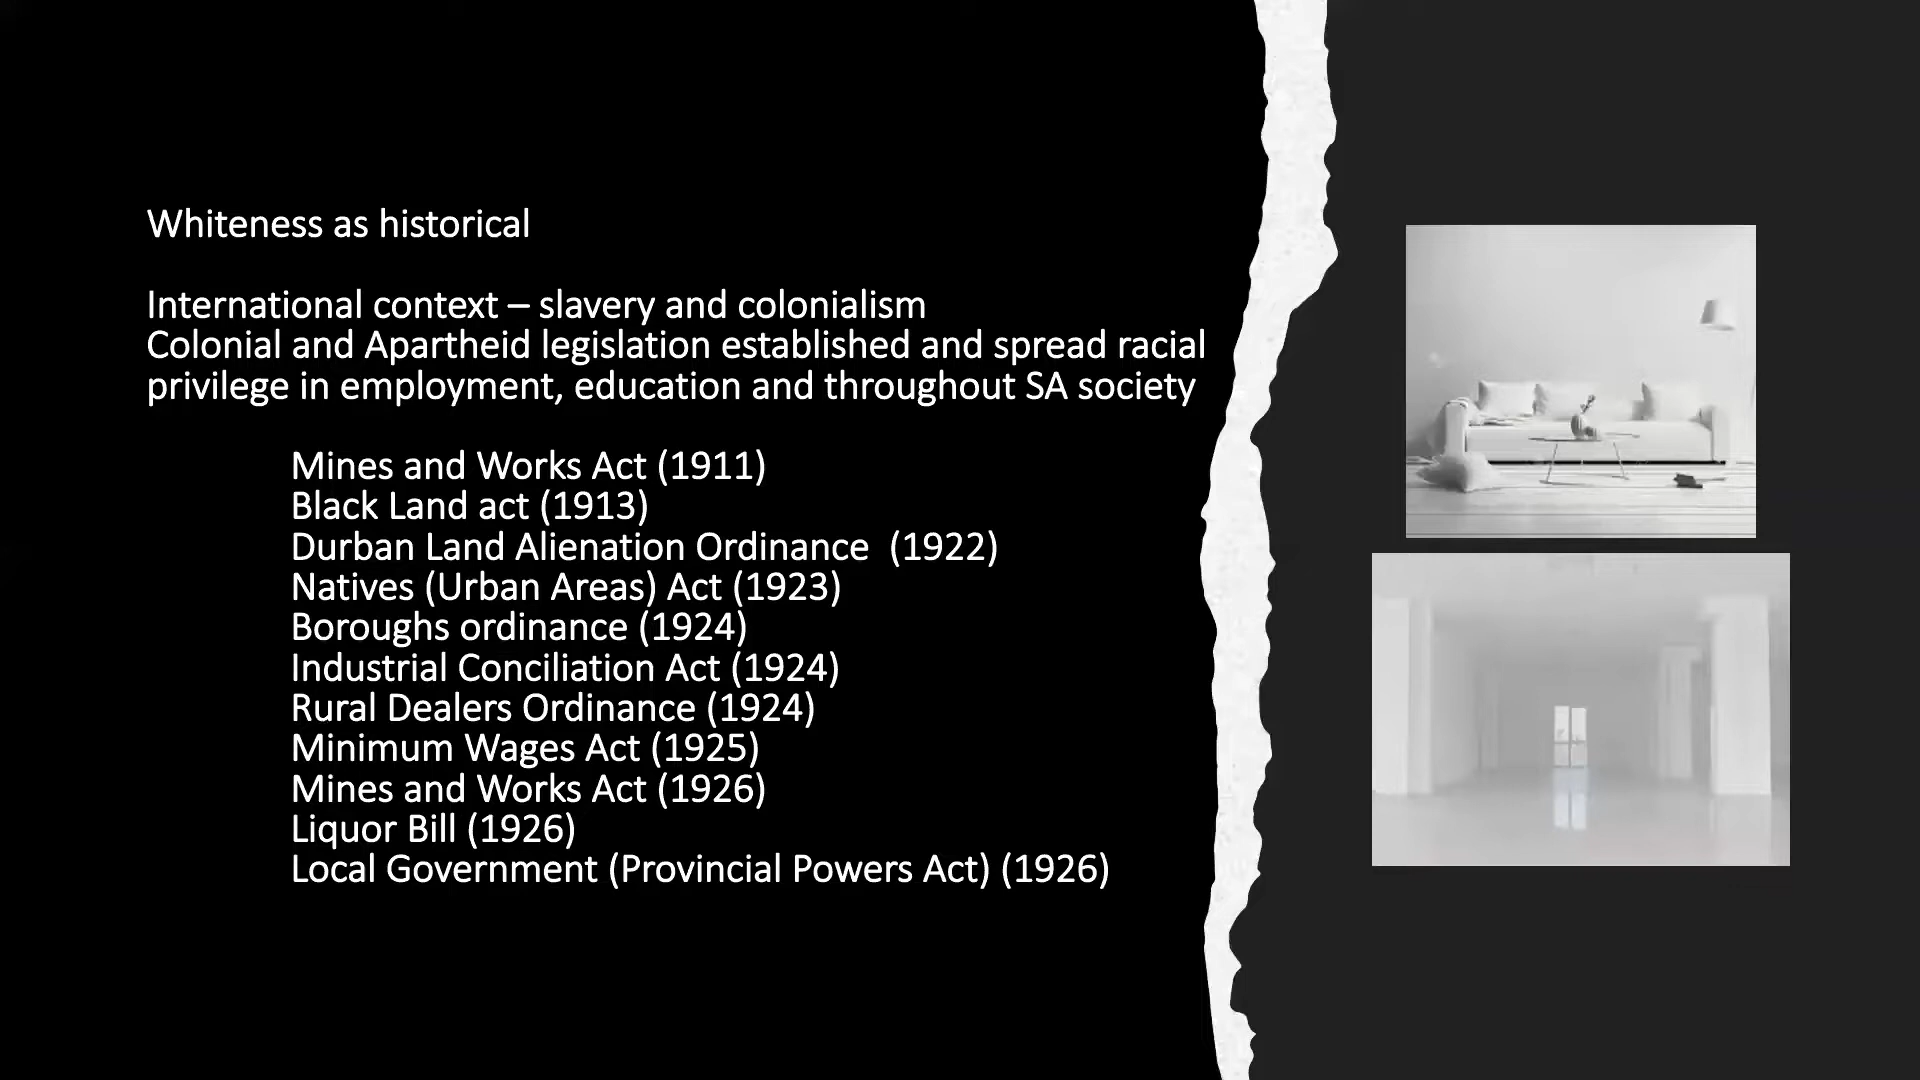 Whiteness as historical
International context – slavery and colonialism
Colonial and Apartheid legislation established and spread racial
privilege in employment, education and throughout SA society
Mines and Works Act (1911)
Black Land act (1913)
Durban Land Alienation Ordinance  (1922)
Natives (Urban Areas) Act (1923)
Boroughs ordinance (1924)
Industrial Conciliation Act (1924)
Rural Dealers Ordinance (1924)
Minimum Wages Act (1925)
Mines and Works Act (1926)
Liquor Bill (1926)
Local Government (Provincial Powers Act) (1926)